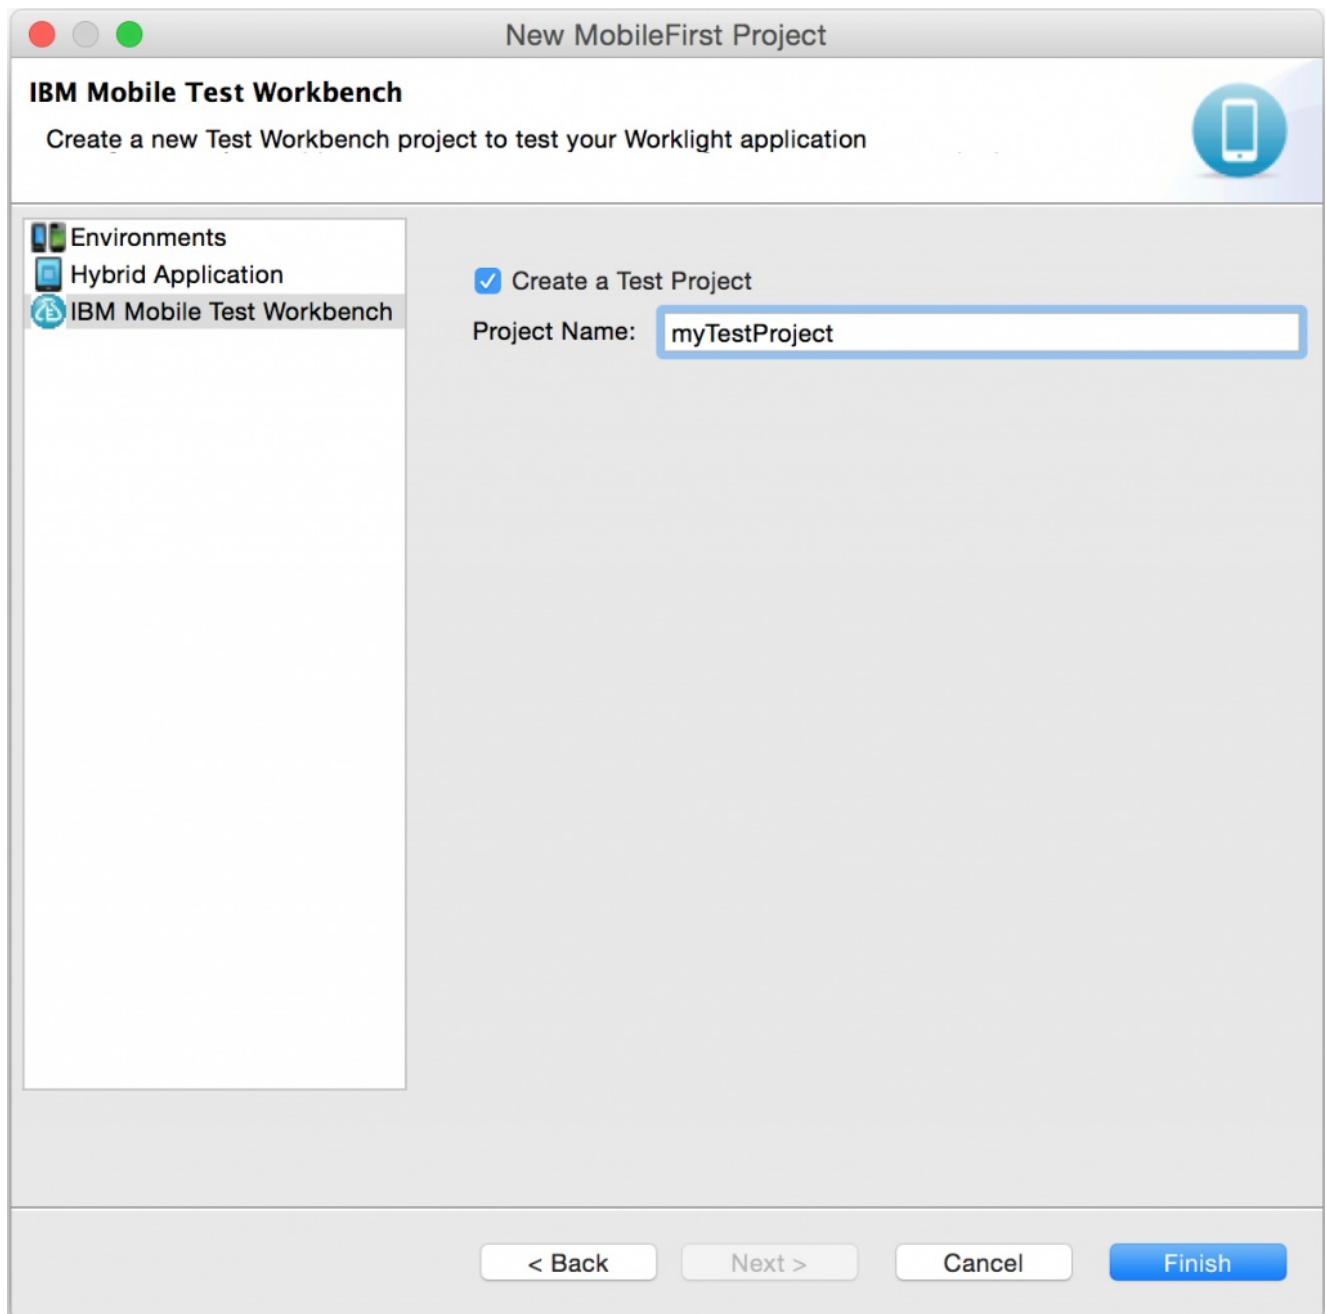 New MobileFirst Project
IBM Mobile Test Workbench
Create a new Test Workbench project to test your Worklight application
Environments
Hybrid Application
IBM Mobile Test Workbench
Create a Test Project
Project Name: myTestProject
< Back Next > Cancel Finish